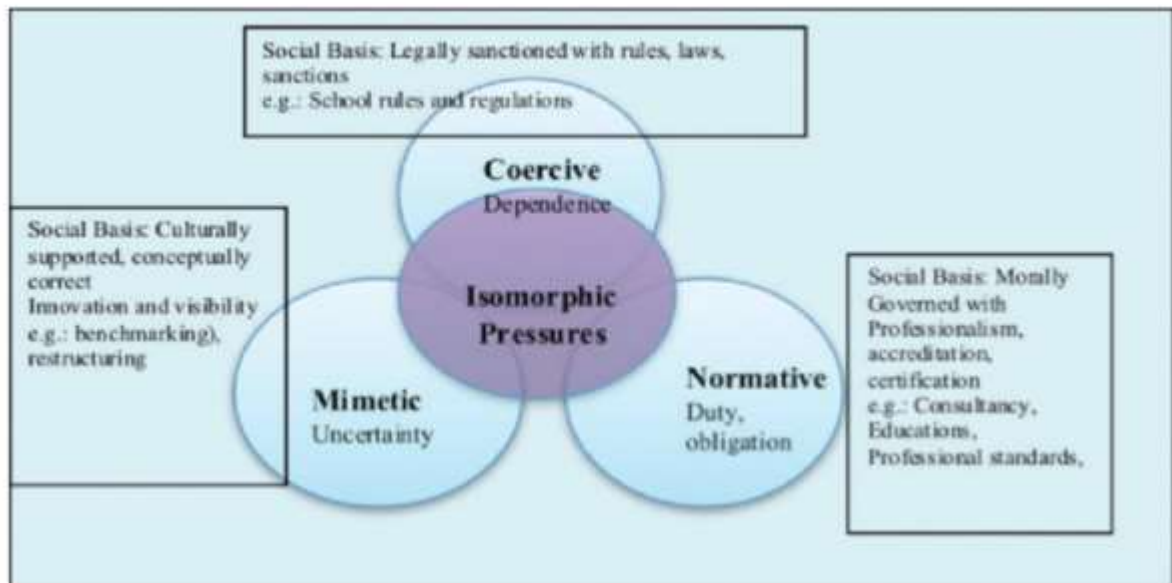 Social Basis: Legally sanctioned with rules, laws,
sanctions
e.g.: School rules and regulations
Coercive
Dependence
Social Basis: Culturally
supported, conceptually
correct
Innovation and visibility
e.g.: benchmarking),
restructuring
Isomorphic
Pressures
Social Basis: Morally
Governed with
Professionalism,
accreditation,
certification
e.g.: Consultancy,
Educations,
Professional standards,
Mimetic
Uncertainty
Normative
Duty,
obligation